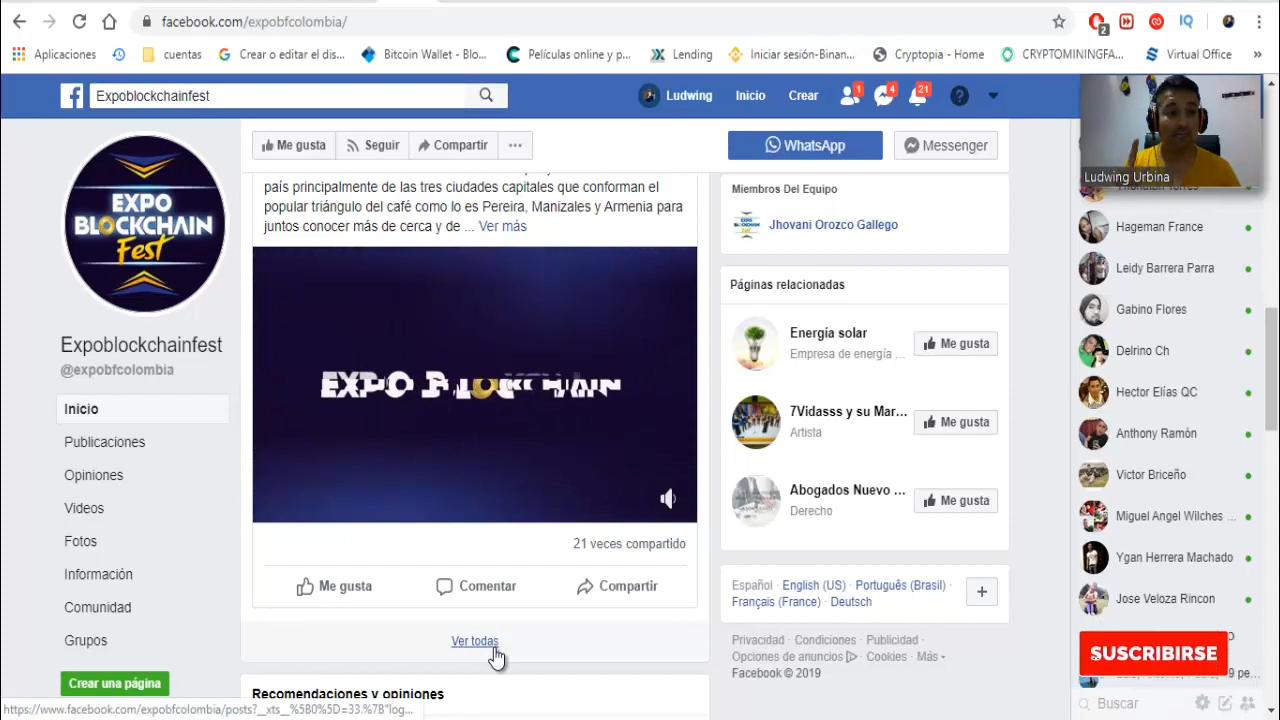 facebook.com/expobfcolombia/
2
Aplicaciones
cuentas
Crear o editar el dis...
Bitcoin Wallet - Blo...
Películas online y p...
Lending
Iniciar sesión-Binan...
Cryptopia - Home
CRYPTOMININGFA...
Virtual Office
»
Expoblockchainfest
Ludwing
Inicio
Crear
1
4
21
Ludwing Urbina
EXPO
BLOCKCHAIN
Fest
Expoblockchainfest
@expobfcolombia
Inicio
Publicaciones
Opiniones
Videos
Fotos
Información
Comunidad
Grupos
Crear una página
Me gusta
Seguir
Compartir
...
WhatsApp
Messenger
país principalmente de las tres ciudades capitales que conforman el
popular triángulo del café como lo es Pereira, Manizales y Armenia para
juntos conocer más de cerca y de ... Ver más
EXPO BLOCKCHAIN
21 veces compartido
Me gusta
Comentar
Compartir
Ver todas
Recomendaciones y opiniones
Miembros Del Equipo
Jhovani Orozco Gallego
Páginas relacionadas
Energía solar
Empresa de energía ...
Me gusta
7Vidasss y su Mar...
Artista
Me gusta
Abogados Nuevo ...
Derecho
Me gusta
Español · English (US) · Português (Brasil) ·
Français (France) · Deutsch
Privacidad · Condiciones · Publicidad ·
Opciones de anuncios · Cookies · Más
Facebook © 2019
Hageman France
Leidy Barrera Parra
Gabino Flores
Delrino Ch
Hector Elías QC
Anthony Ramón
Victor Briceño
Miguel Angel Wilches ...
Ygan Herrera Machado
Jose Veloza Rincon
SUSCRIBIRSE
Buscar
https://www.facebook.com/expobfcolombia/posts?__xts__%5B0%5D=33.%7B"log...